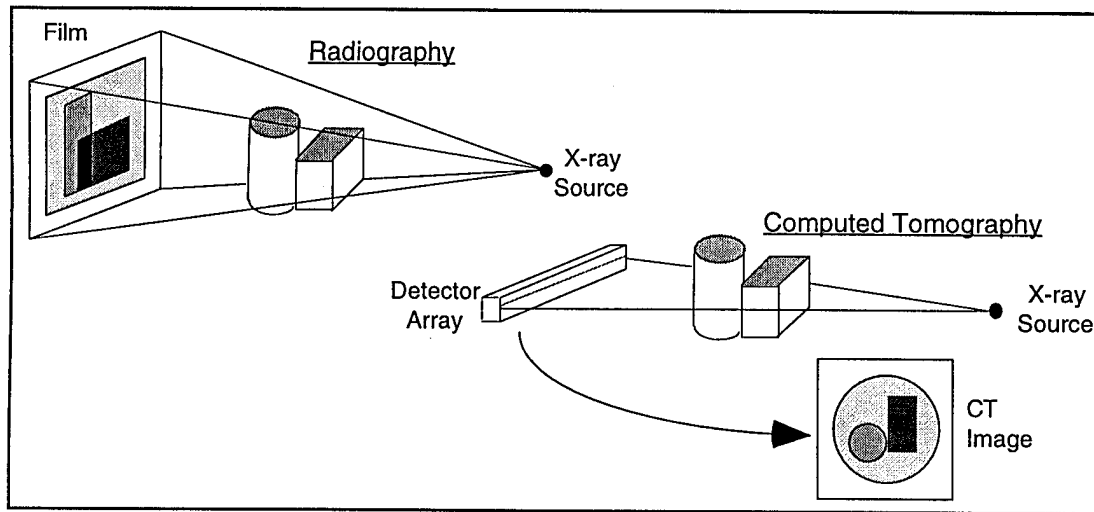 Film
Radiography
X-ray
Source
Computed Tomography
Detector
Array
X-ray
Source
CT
Image